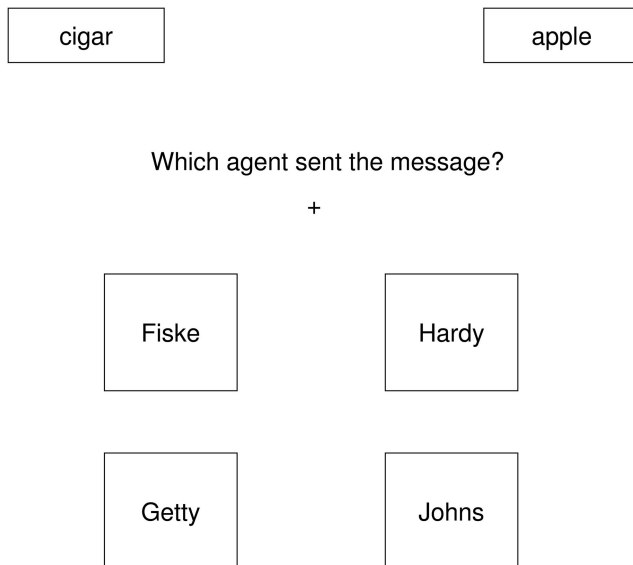 cigar apple
Which agent sent the message?
+
Fiske Hardy
Getty Johns